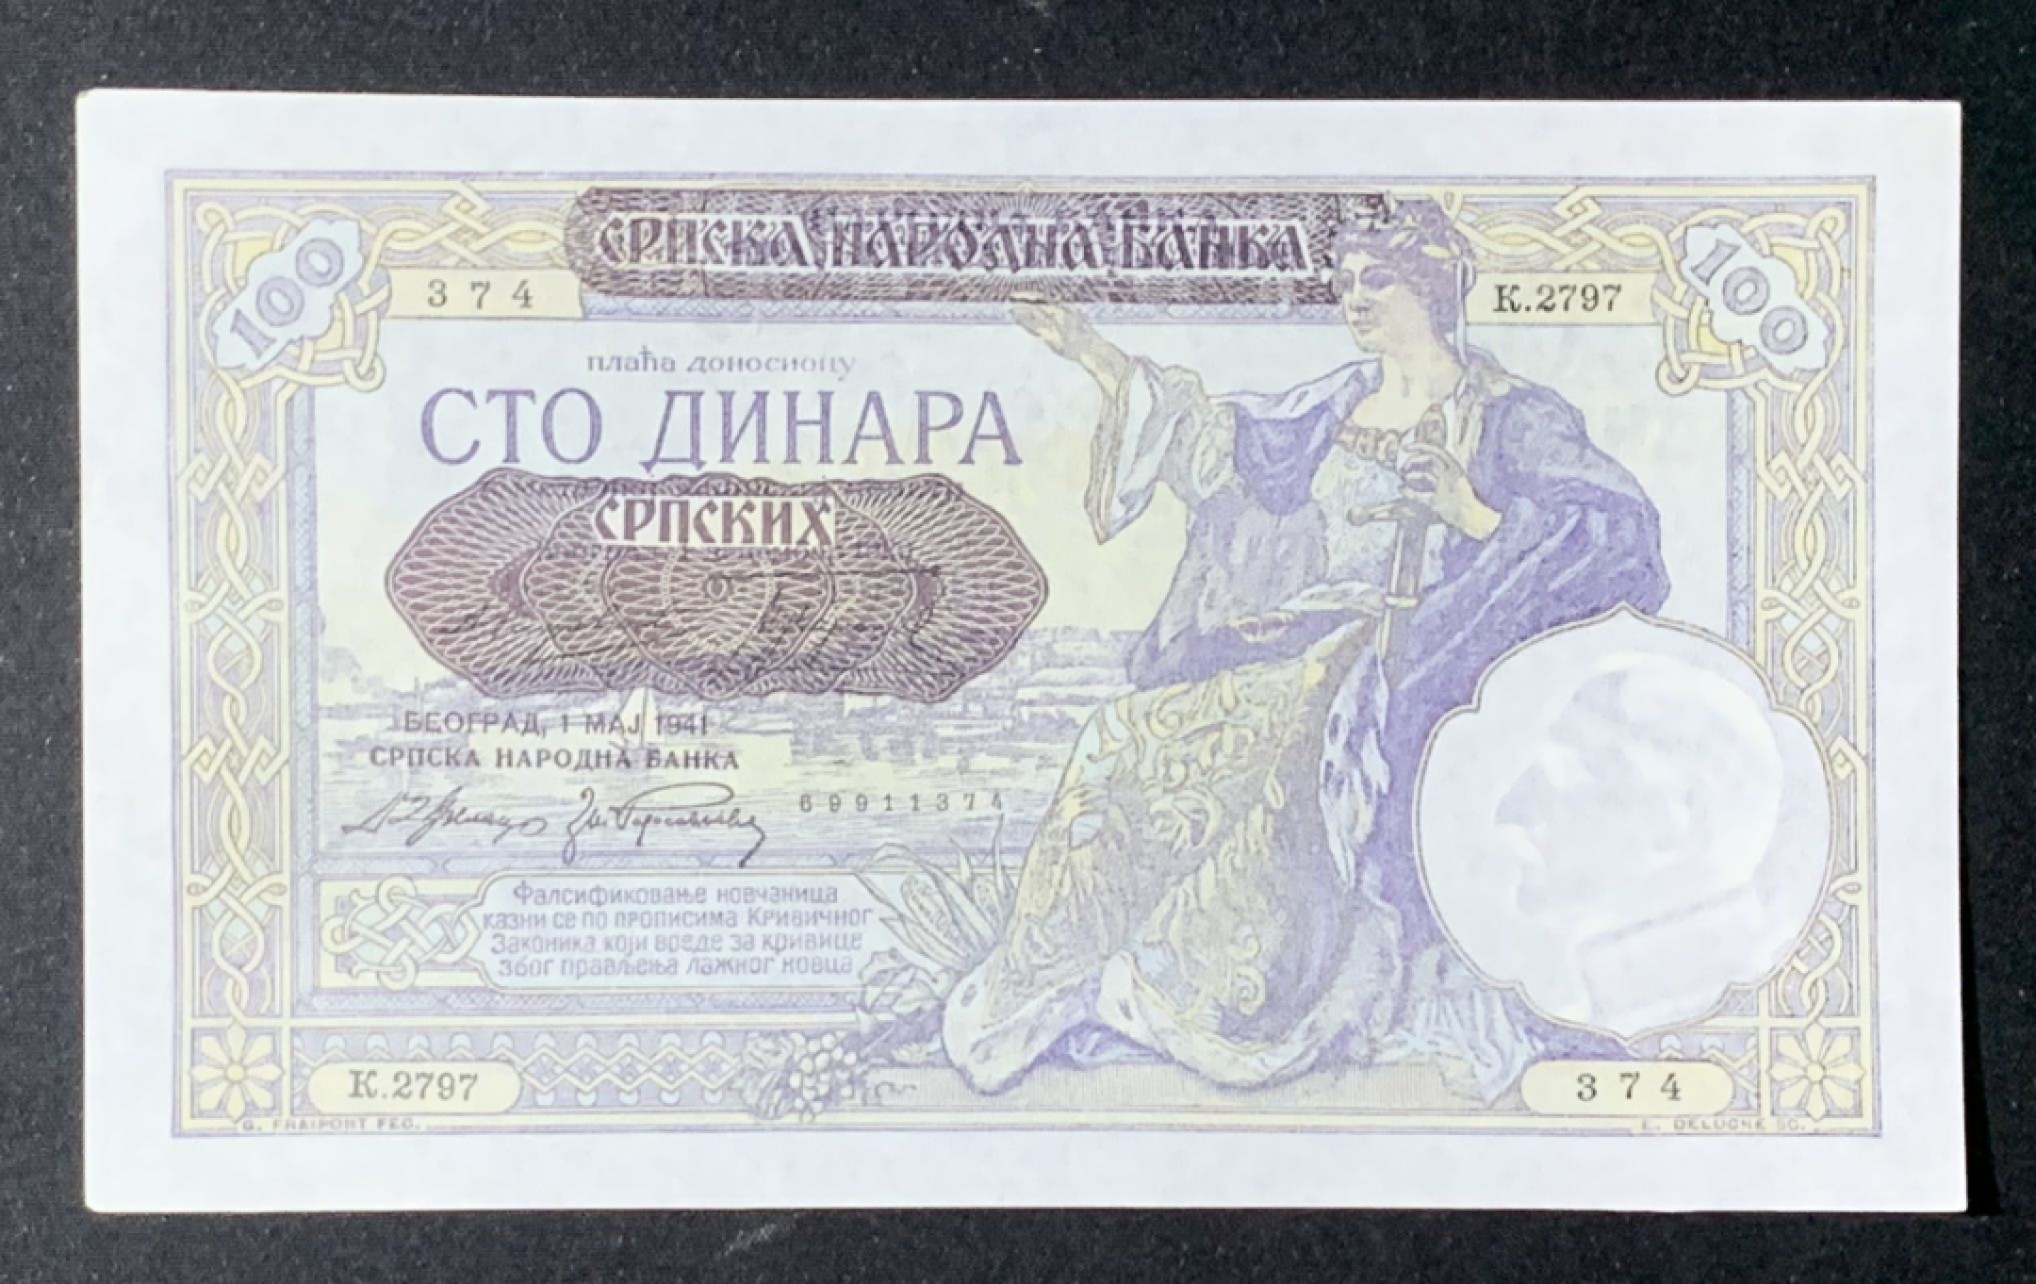 СРПСКА НАРОДНА БАНКА
100
374
К.2797
100
плаћа доносиоцу
СТО ДИНАРА
СРПСКИХ
БЕОГРАД, 1 МАЈ 1941
СРПСКА НАРОДНА БАНКА
69911374
Фалсификовање новчаница
казни се по прописима Кривичног
Законика који вреде за кривице
због прављења лажног новца
К.2797
374
G. FRAIPONT FEC.
E. DELOCHE SC.